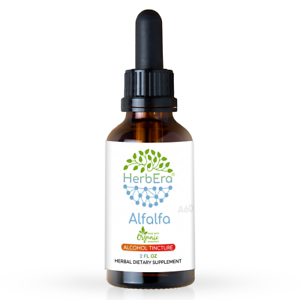 HerbEra
Alfalfa
Organic
ALCOHOL TINCTURE
2 FL OZ
HERBAL DIETARY SUPPLEMENT